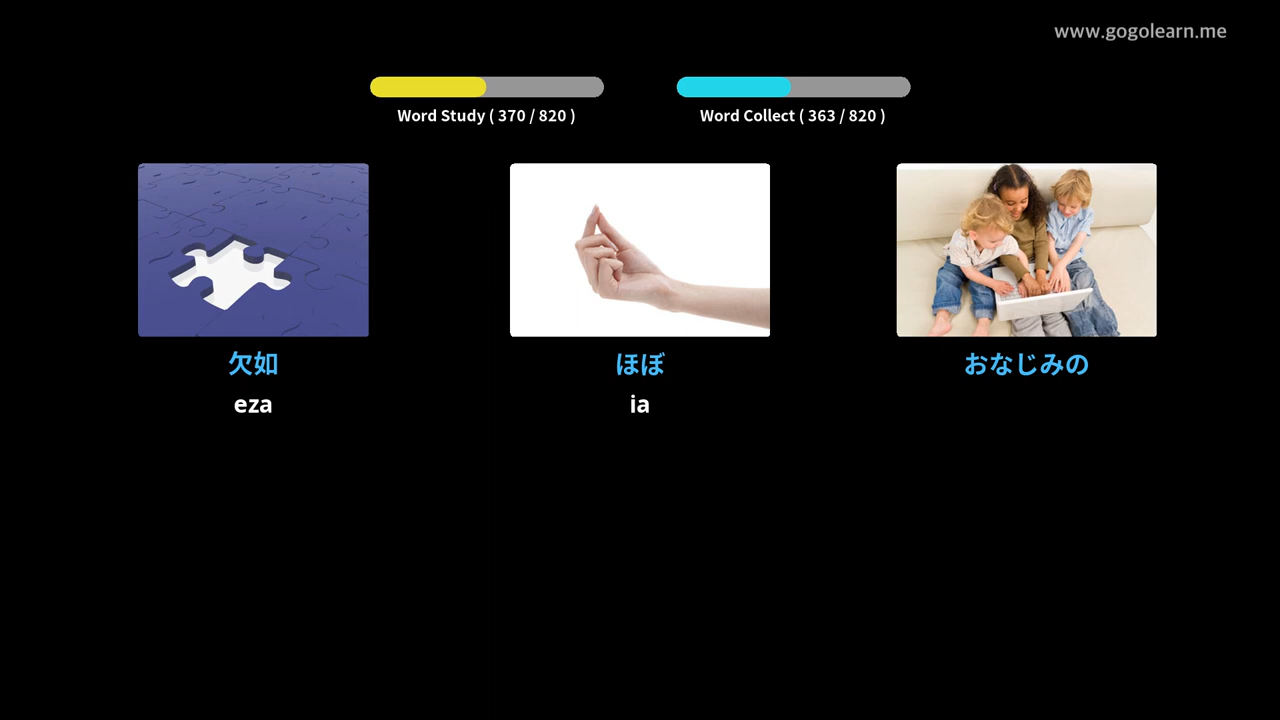 www.gogolearn.me
Word Study ( 370 / 820 )
Word Collect ( 363 / 820 )
欠如
ほぼ
おなじみの
eza
ia